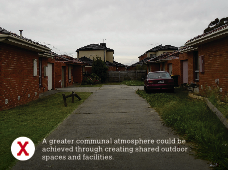 A greater communal atmosphere could be
achieved through creating shared outdoor
spaces and facilities.